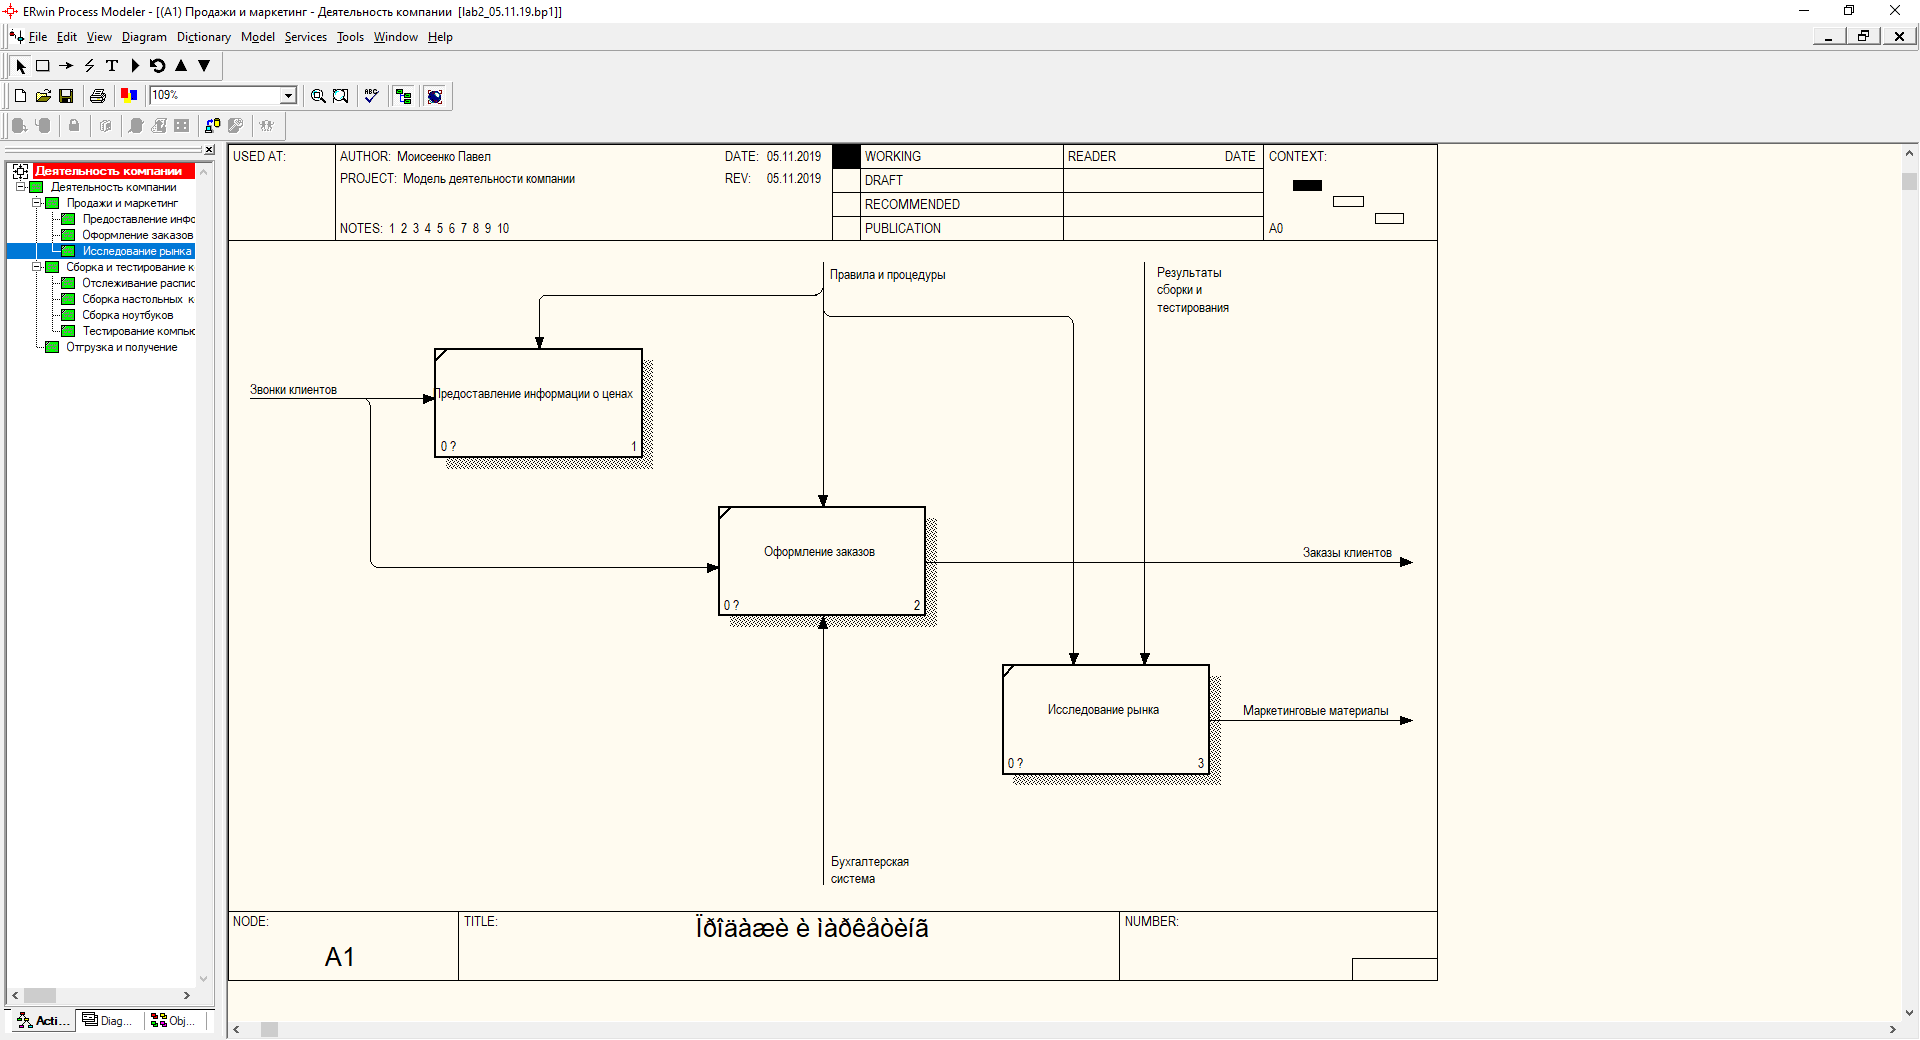 ERwin Process Modeler - [(A1) Продажи и маркетинг - Деятельность компании  [lab2_05.11.19.bp1]]
File Edit View Diagram Dictionary Model Services Tools Window Help
T
109%
ABC
Деятельность компании
Деятельность компании
Продажи и маркетинг
Предоставление инфо
Оформление заказов
Исследование рынка
Сборка и тестирование к
Отслеживание распис
Сборка настольных к
Сборка ноутбуков
Тестирование компью
Отгрузка и получение
Acti... Diag... Obj...
USED AT: AUTHOR: Моисеенко Павел DATE: 05.11.2019 WORKING READER DATE CONTEXT:
PROJECT: Модель деятельности компании REV: 05.11.2019 DRAFT
RECOMMENDED
NOTES: 1 2 3 4 5 6 7 8 9 10 PUBLICATION A0
Правила и процедуры
Результаты
сборки и
тестирования
Звонки клиентов
Предоставление информации о ценах
0 ? 1
Оформление заказов
0 ? 2
Заказы клиентов
Исследование рынка
0 ? 3
Маркетинговые материалы
Бухгалтерская
система
NODE: TITLE: NUMBER:
Ïðîäàæè è ìàðêåòèíã
A1